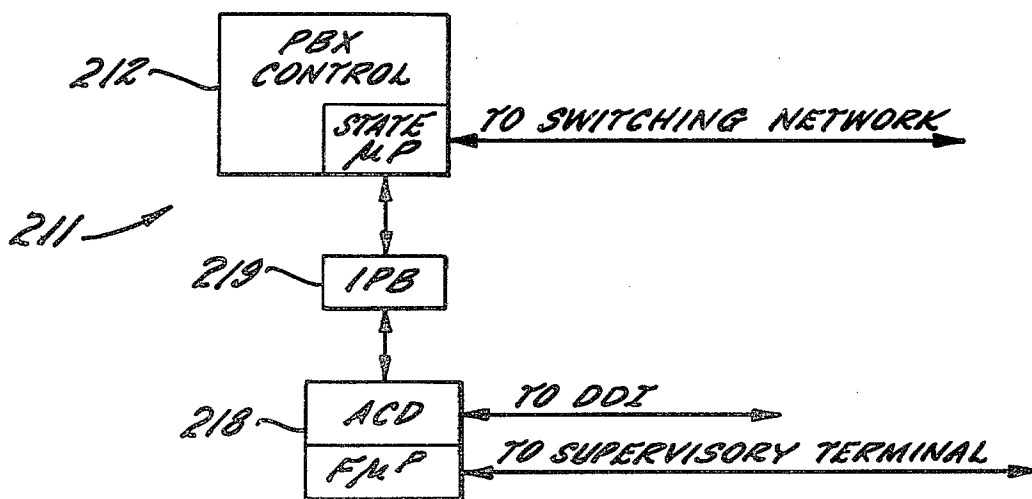 PBX
CONTROL
212
STATE
μP
TO SWITCHING NETWORK
211
219
IPB
218
ACD
TO DDI
FμP
TO SUPERVISORY TERMINAL